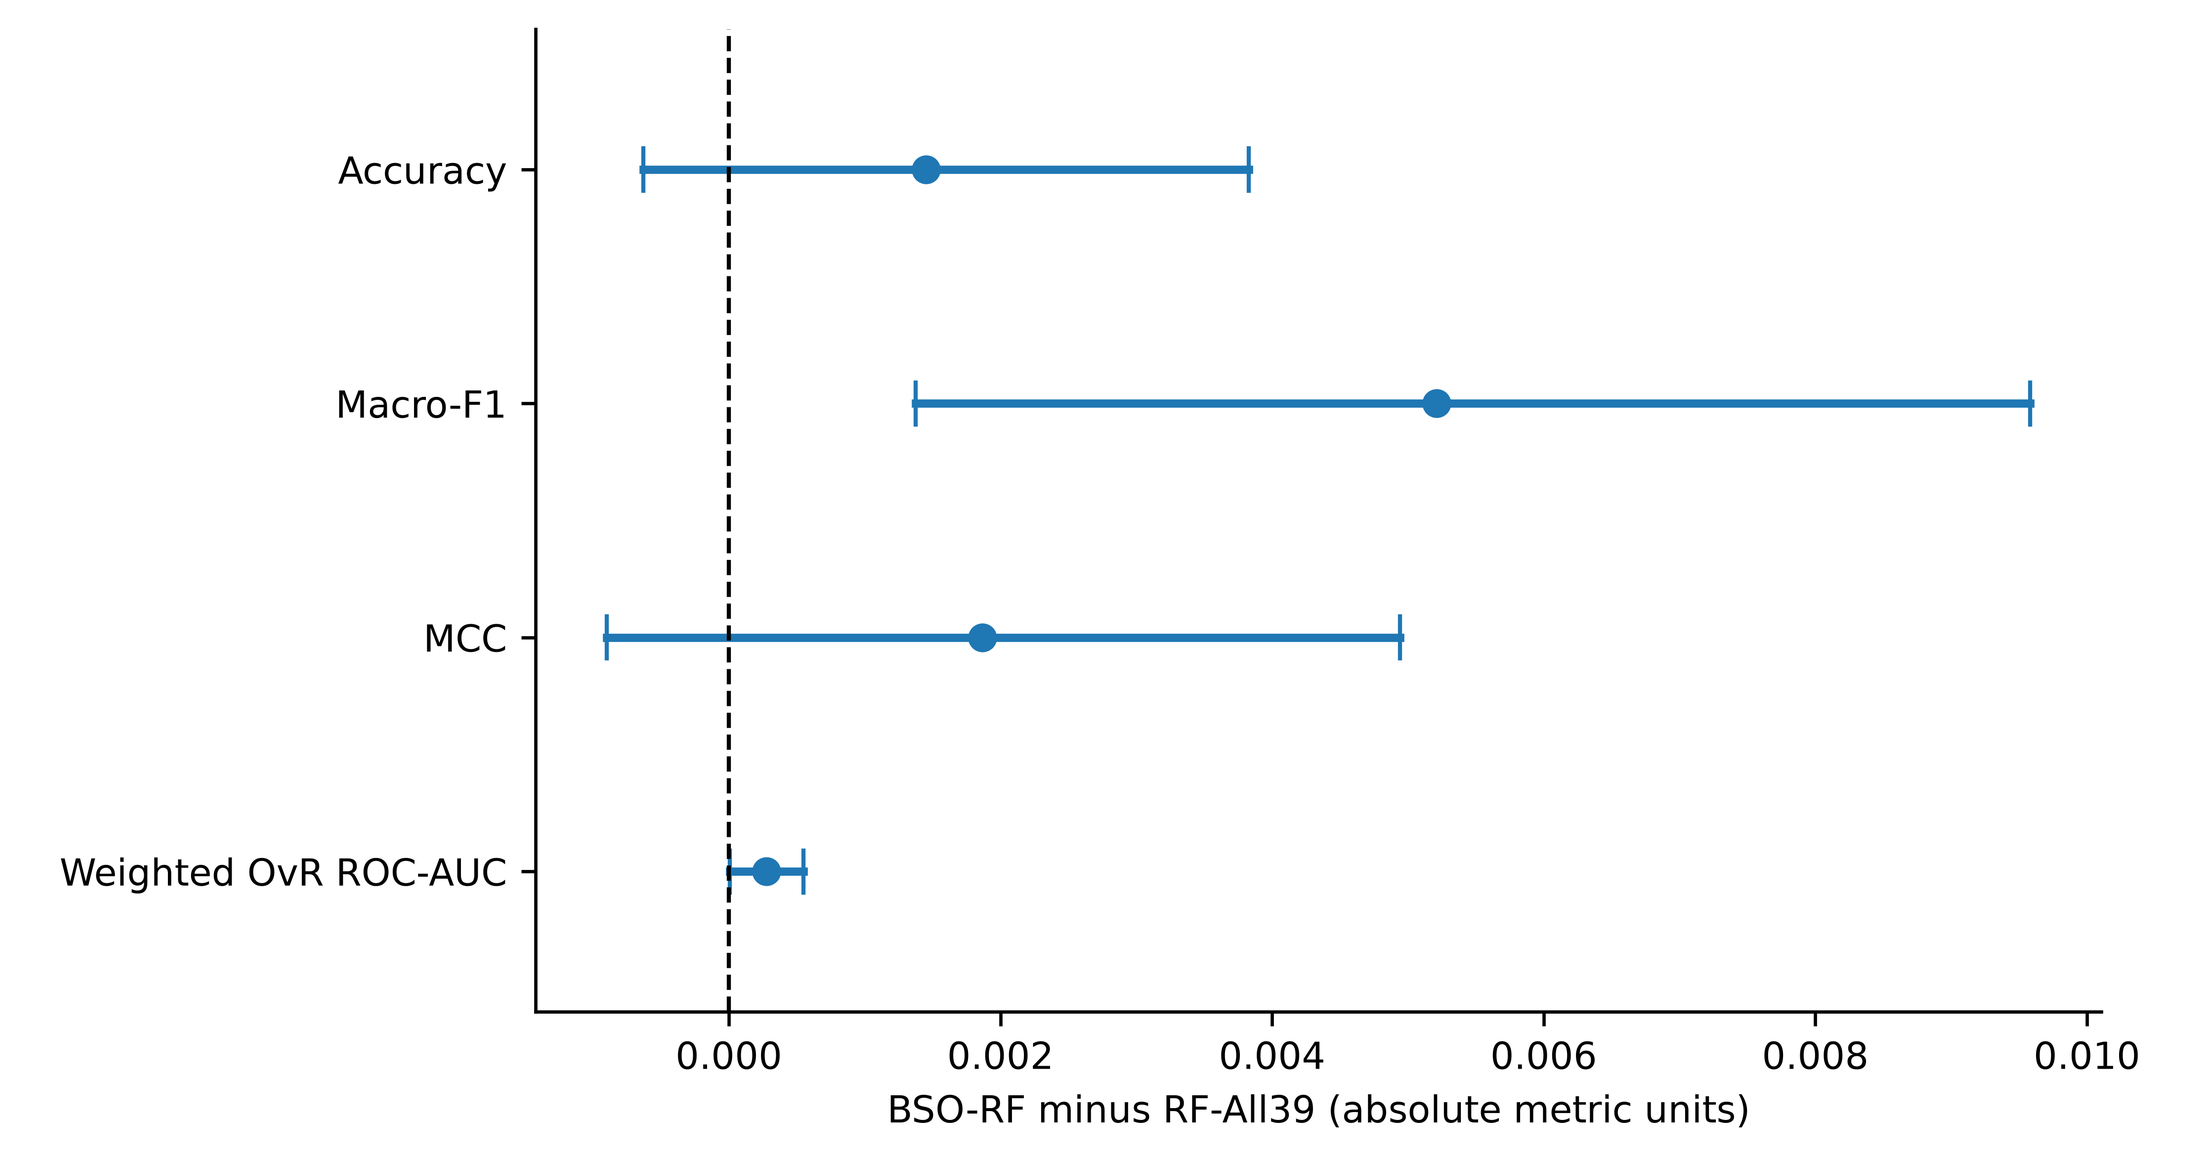 Accuracy
Macro-F1
MCC
Weighted OvR ROC-AUC
0.000 0.002 0.004 0.006 0.008 0.010
BSO-RF minus RF-All39 (absolute metric units)